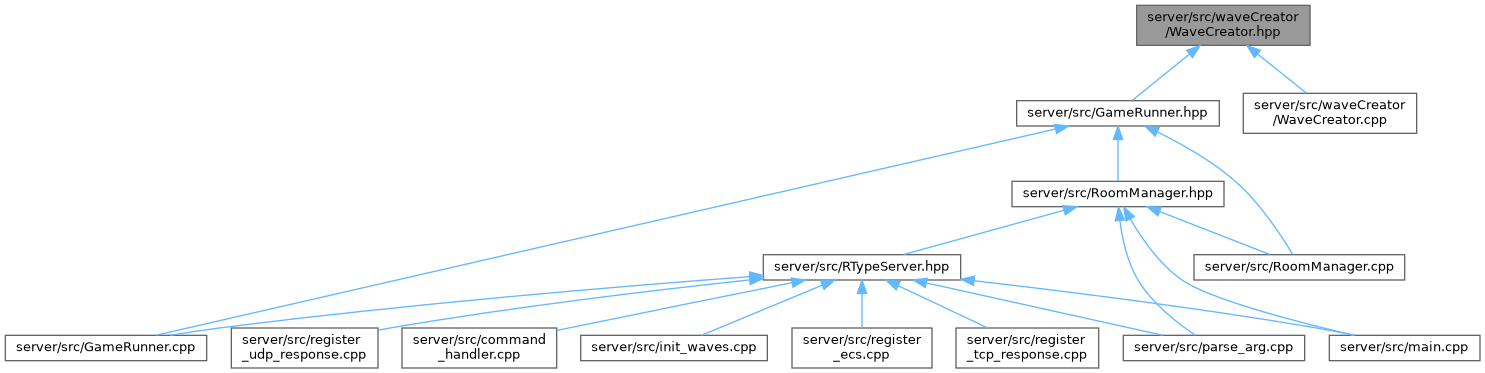 server/src/waveCreator
/WaveCreator.hpp
server/src/GameRunner.hpp
server/src/waveCreator
/WaveCreator.cpp
server/src/RoomManager.hpp
server/src/RTypeServer.hpp
server/src/RoomManager.cpp
server/src/GameRunner.cpp
server/src/register
_udp_response.cpp
server/src/command
_handler.cpp
server/src/init_waves.cpp
server/src/register
_ecs.cpp
server/src/register
_tcp_response.cpp
server/src/parse_arg.cpp
server/src/main.cpp